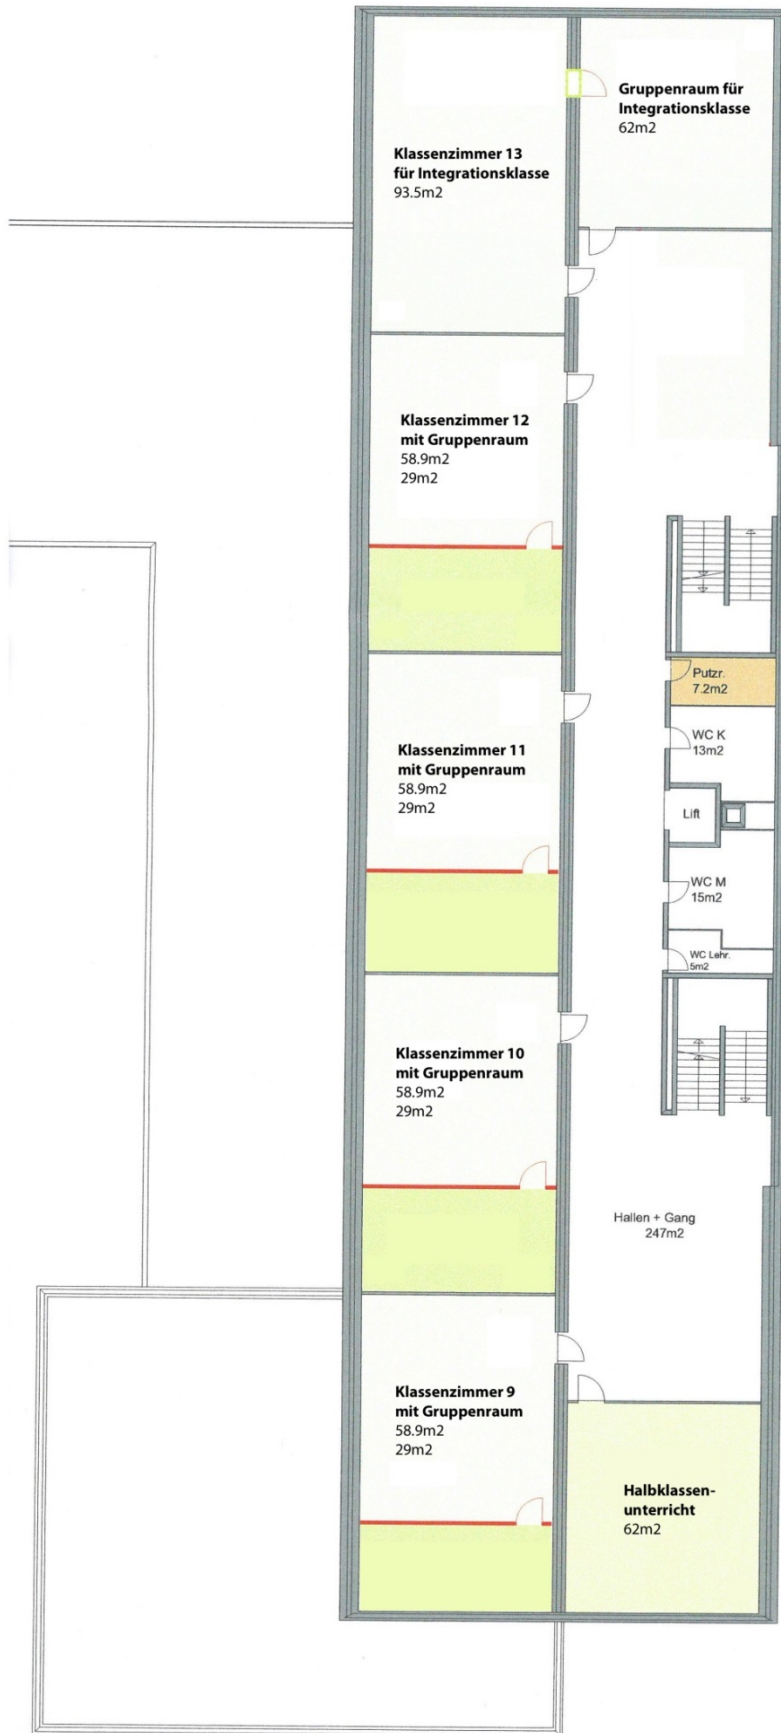 Gruppenraum für
Integrationsklasse
62m2
Klassenzimmer 13
für Integrationsklasse
93.5m2
Klassenzimmer 12
mit Gruppenraum
58.9m2
29m2
Putzr.
7.2m2
WC K
13m2
Klassenzimmer 11
mit Gruppenraum
58.9m2
29m2
Lift
WC M
15m2
WC Lehr.
5m2
Klassenzimmer 10
mit Gruppenraum
58.9m2
29m2
Hallen + Gang
247m2
Klassenzimmer 9
mit Gruppenraum
58.9m2
29m2
Halbklassen-
unterricht
62m2